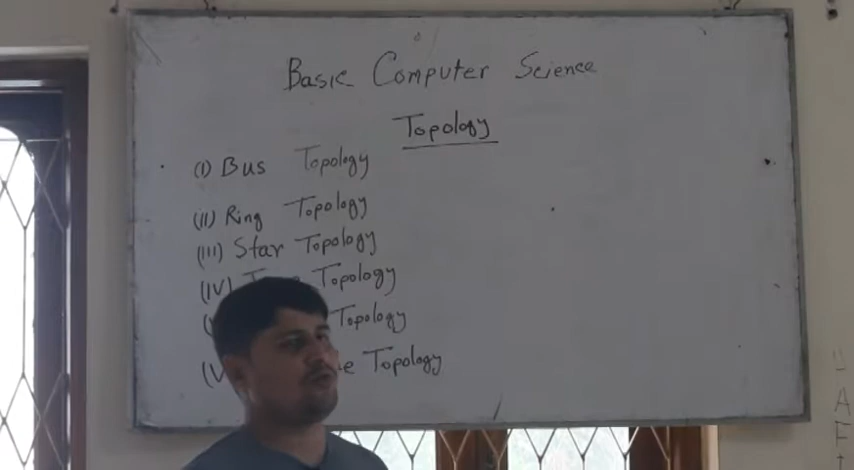 Basic Computer Science
Topology
(I) Bus Topology
(II) Ring Topology
(III) Star Topology
(IV) Topology
Topology
Topology